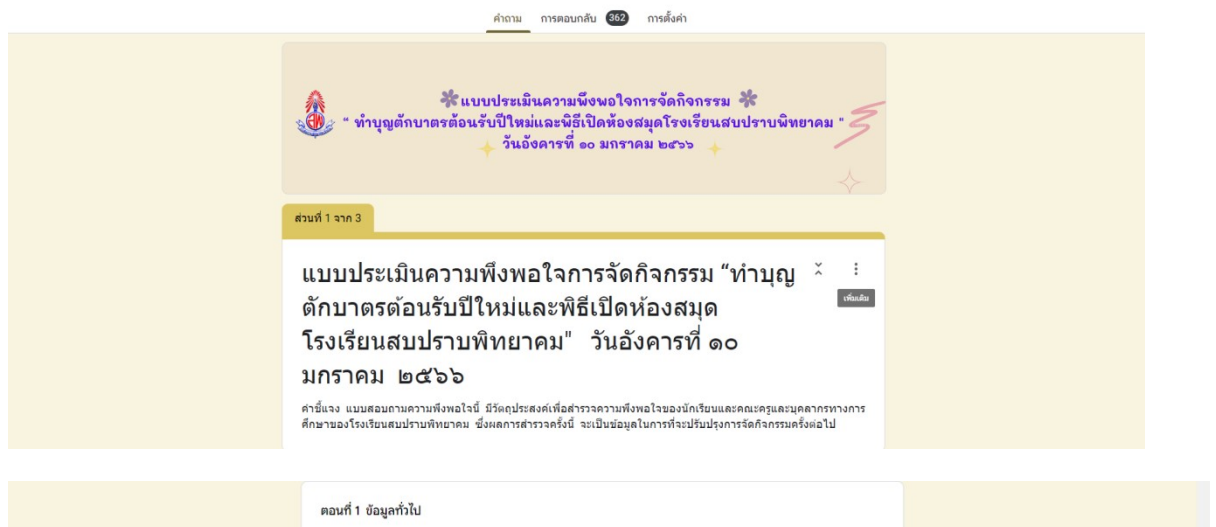 คำถาม การตอบกลับ 362 การตั้งค่า
แบบประเมินความพึงพอใจการจัดกิจกรรม
" ทำบุญตักบาตรต้อนรับปีใหม่และพิธีเปิดห้องสมุดโรงเรียนสบปราบพิทยาคม "
วันอังคารที่ ๑๐ มกราคม ๒๕๖๖
ส่วนที่ 1 จาก 3
แบบประเมินความพึงพอใจการจัดกิจกรรม “ทำบุญ
ตักบาตรต้อนรับปีใหม่และพิธีเปิดห้องสมุด
โรงเรียนสบปราบพิทยาคม" วันอังคารที่ ๑๐
มกราคม ๒๕๖๖
เพิ่มเติม
คำชี้แจง แบบสอบถามความพึงพอใจนี้ มีวัตถุประสงค์เพื่อสำรวจความพึงพอใจของนักเรียนและคณะครูและบุคลากรทางการ
ศึกษาของโรงเรียนสบปราบพิทยาคม ซึ่งผลการสำรวจครั้งนี้ จะเป็นข้อมูลในการที่จะปรับปรุงการจัดกิจกรรมครั้งต่อไป
ตอนที่ 1 ข้อมูลทั่วไป